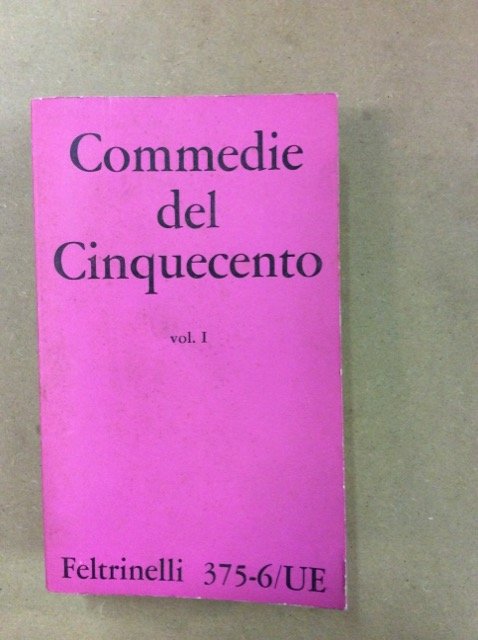 Commedie
del
Cinquecento
vol. I
Feltrinelli 375-6/UE